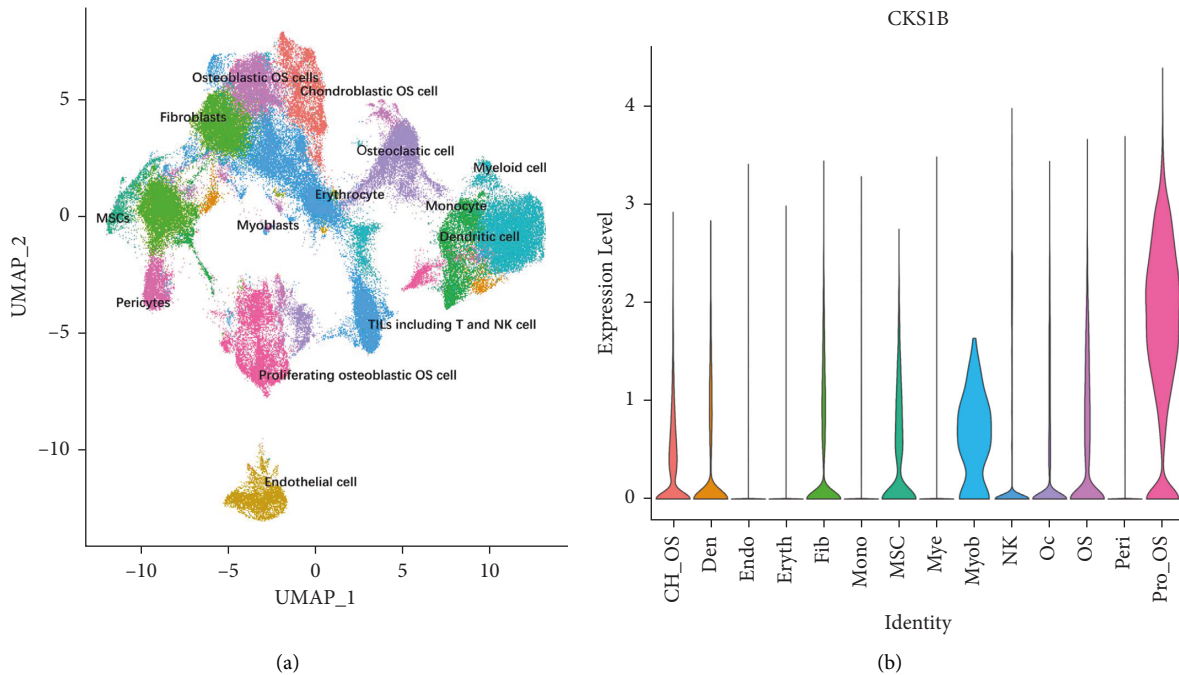 UMAP_2
5
0
−5
−10
−10
−5
0
5
10
UMAP_1
Osteoblastic OS cells
Chondroblastic OS cell
Fibroblasts
Osteoclastic cell
Myeloid cell
Erythrocyte
Monocyte
MSCs
Myoblasts
Dendritic cell
Pericytes
TILs including T and NK cell
Proliferating osteoblastic OS cell
Endothelial cell
(a)
CKS1B
Expression Level
4
3
2
1
0
CH_OS
Den
Endo
Eryth
Fib
Mono
MSC
Mye
Myob
NK
Oc
OS
Peri
Pro_OS
Identity
(b)